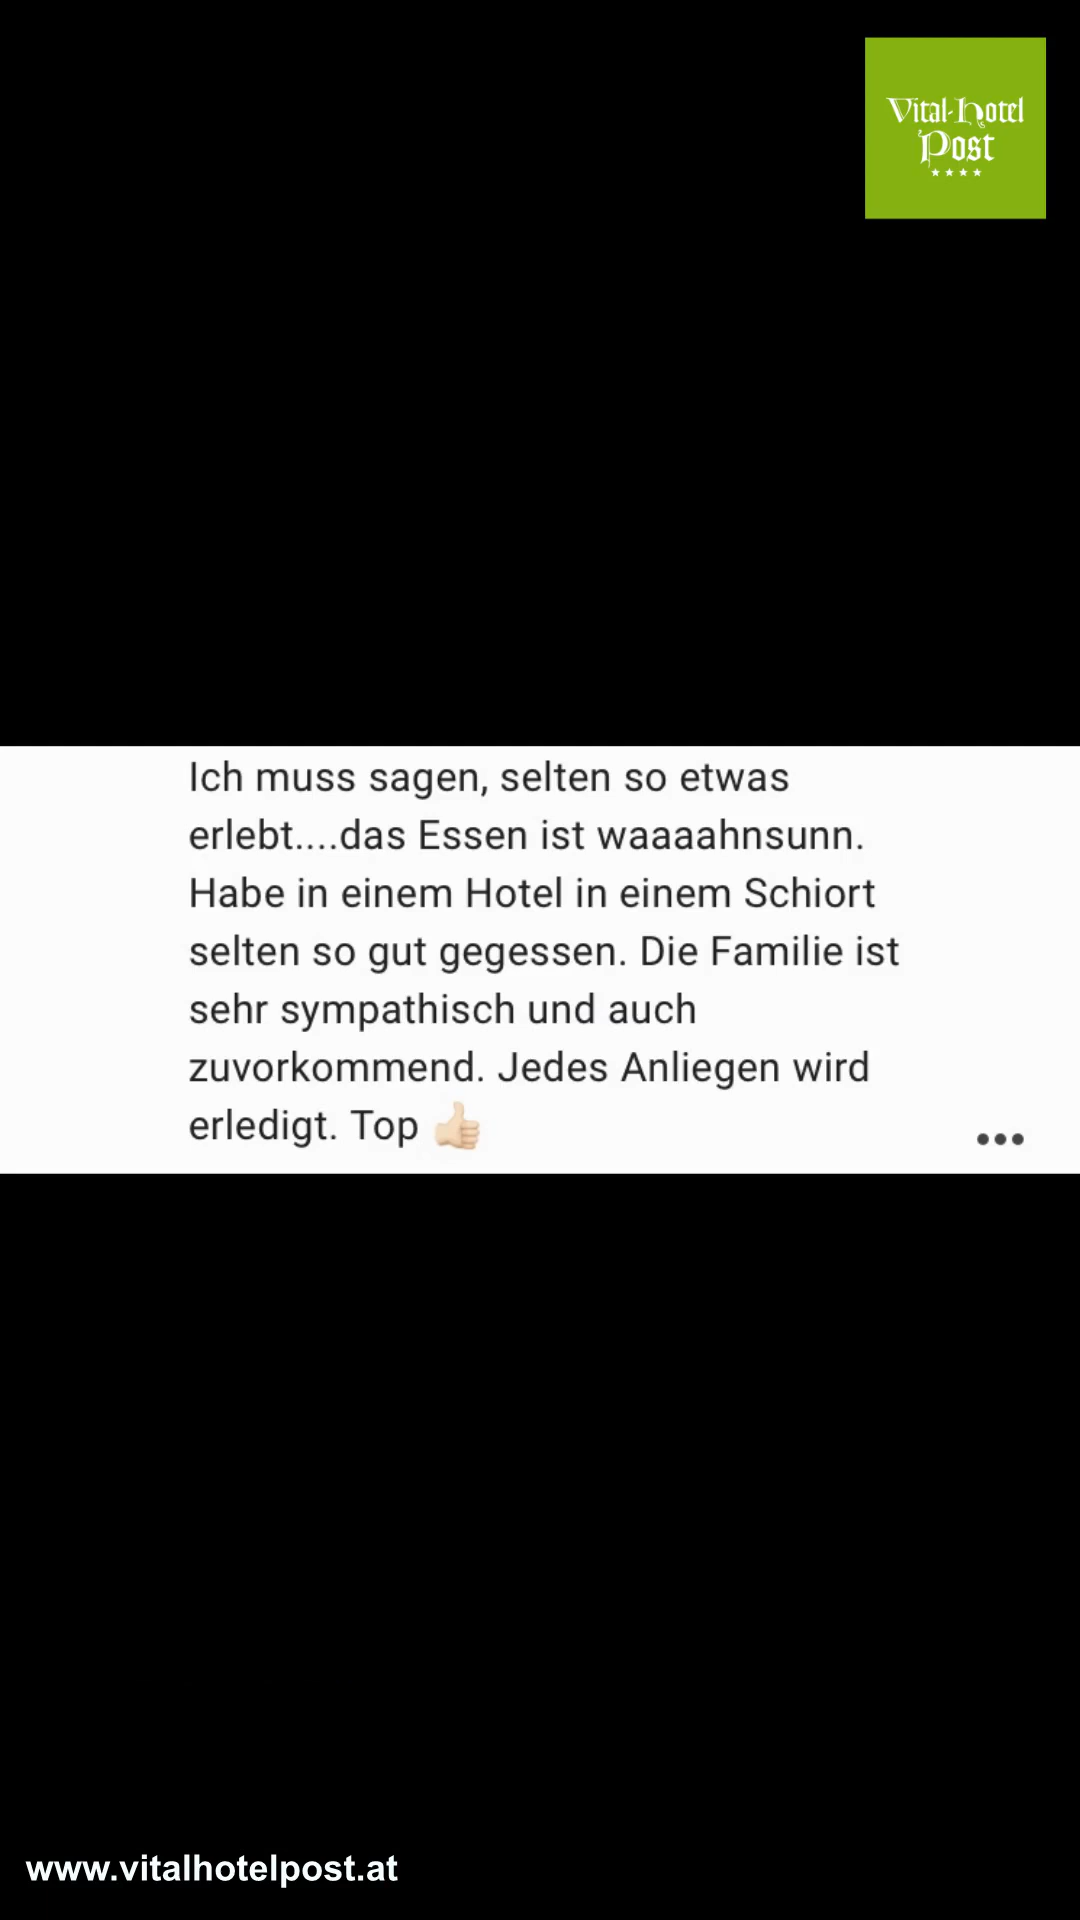 Vital-Hotel
Post
Ich muss sagen, selten so etwas
erlebt....das Essen ist waaaahnsunn.
Habe in einem Hotel in einem Schiort
selten so gut gegessen. Die Familie ist
sehr sympathisch und auch
zuvorkommend. Jedes Anliegen wird
erledigt. Top 👍🏻
www.vitalhotelpost.at